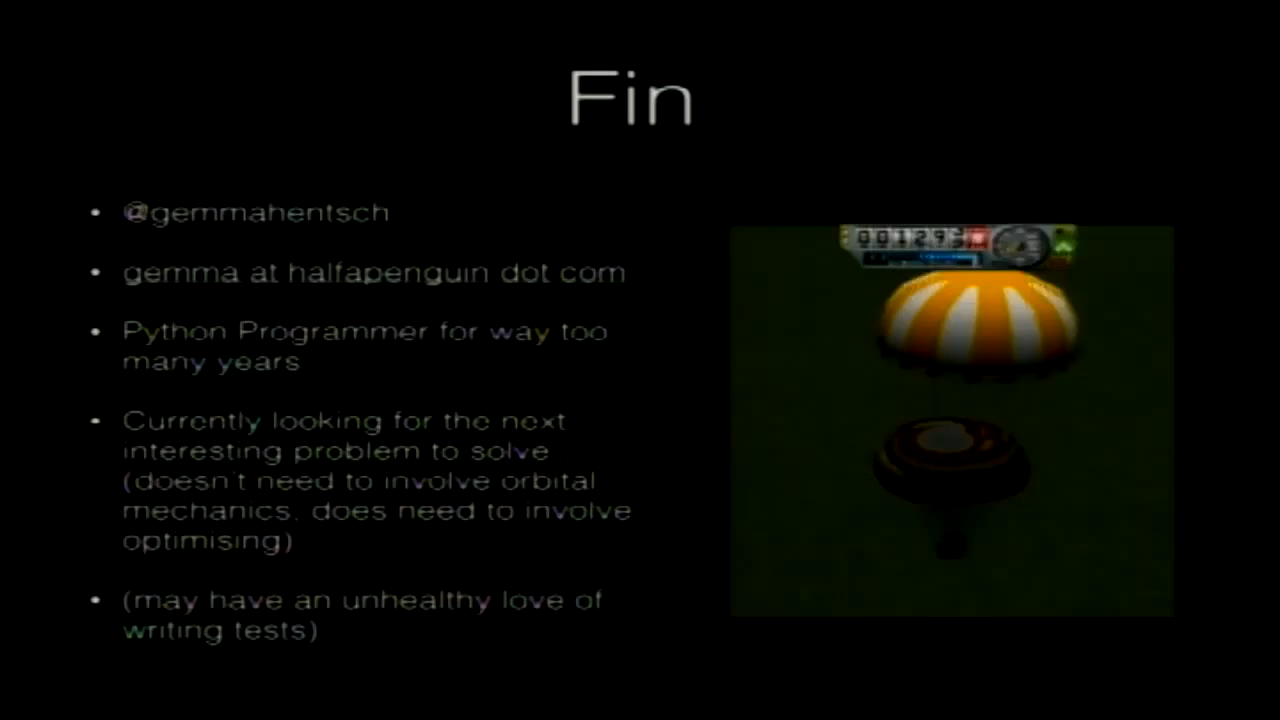 Fin
• @gemmahentsch
• gemma at halfapenguin dot com
• Python Programmer for way too
many years
• Currently looking for the next
interesting problem to solve
(doesn't need to involve orbital
mechanics, does need to involve
optimising)
• (may have an unhealthy love of
writing tests)